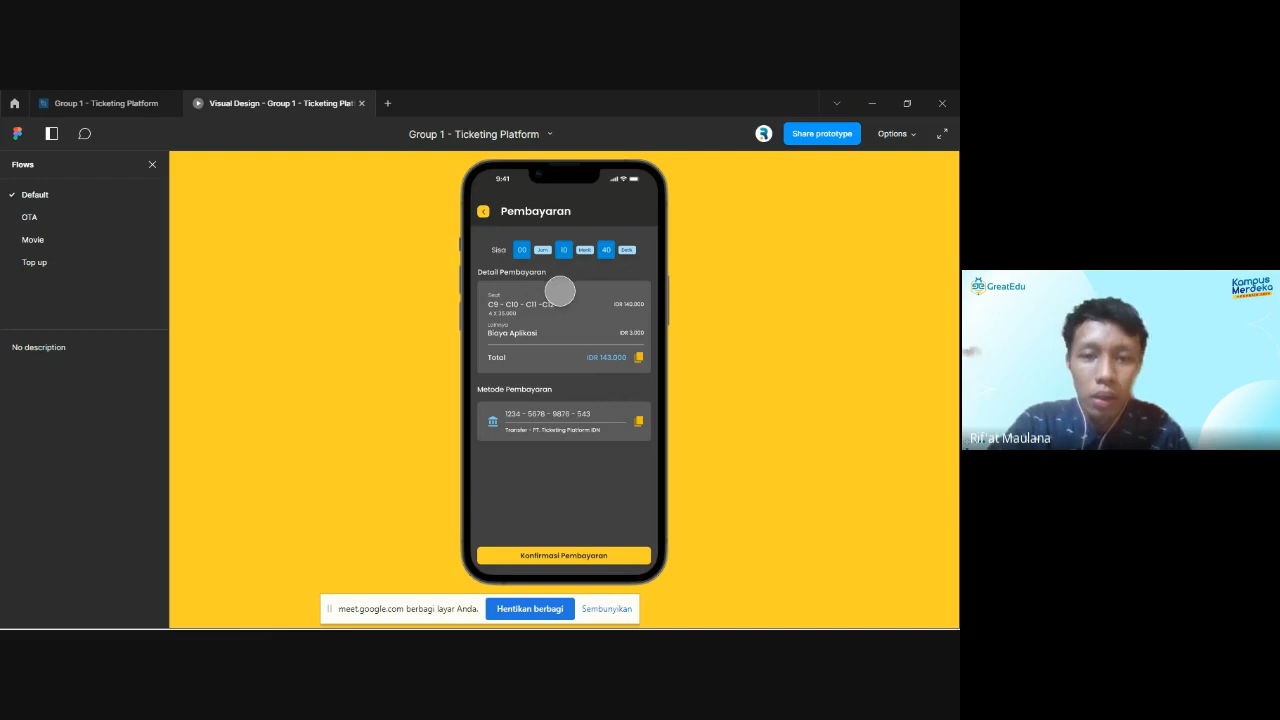 Group 1 - Ticketing Platform
Visual Design - Group 1 - Ticketing Plat
Group 1 - Ticketing Platform
Share prototype
Options
Flows
Default
OTA
Movie
Top up
No description
9:41
Pembayaran
Sisa 00 Jam 10 Menit 40 Detik
Detail Pembayaran
Seat
C9 - C10 - C11 -C12
IDR 140.000
4 X 35.000
Lainnya
Biaya Aplikasi
IDR 3.000
Total
IDR 143.000
Metode Pembayaran
1234 - 5678 - 9876 - 543
Transfer - PT. Ticketing Platform IDN
Konfirmasi Pembayaran
meet.google.com berbagi layar Anda.
Hentikan berbagi
Sembunyikan
GreatEdu
Kampus
Merdeka
Rif'at Maulana